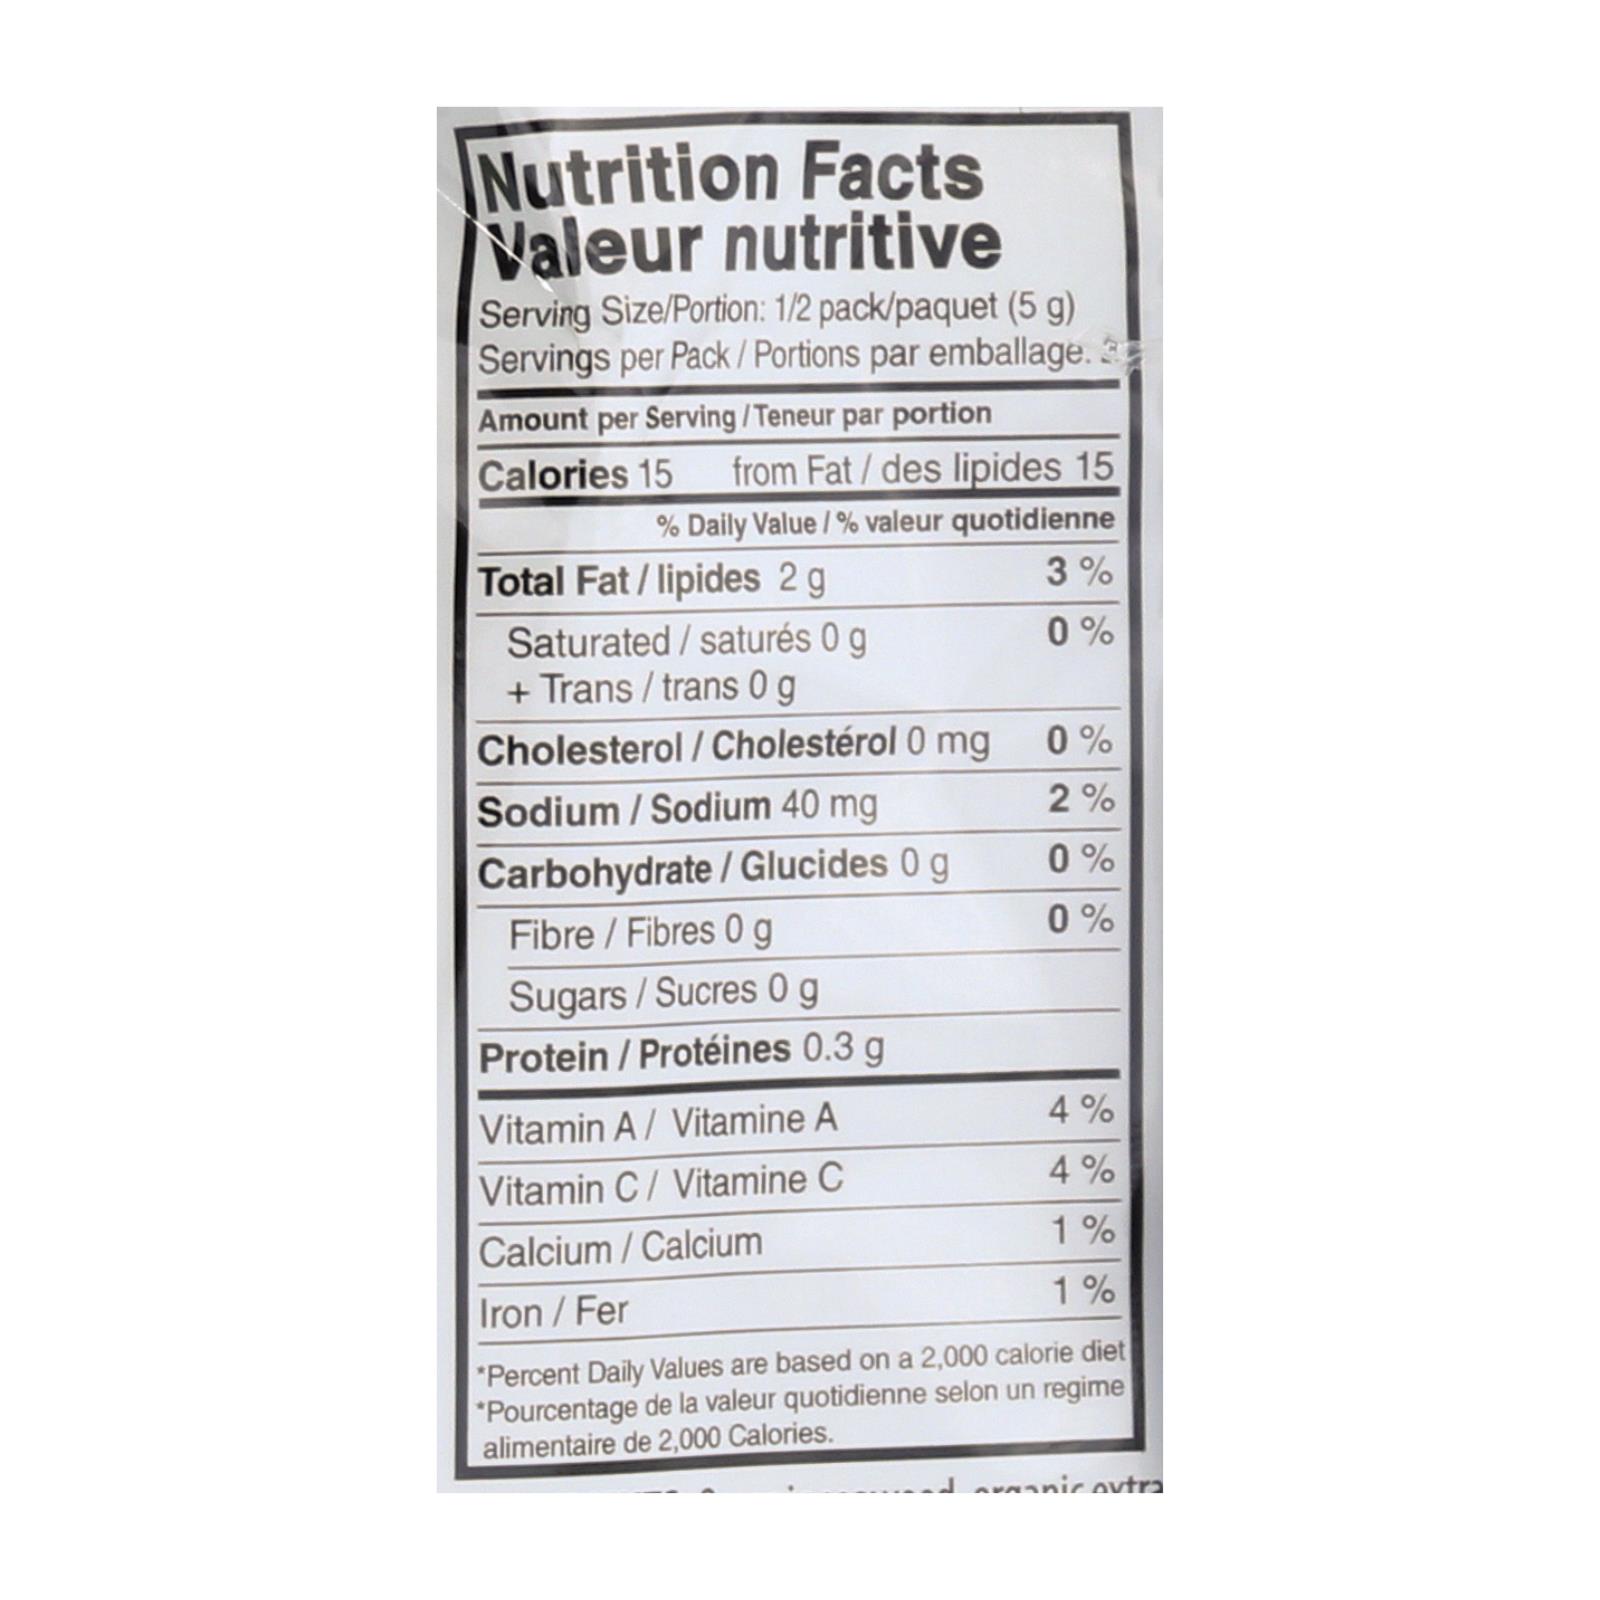 Nutrition Facts
Valeur nutritive
Serving Size/Portion: 1/2 pack/paquet (5 g)
Servings per Pack / Portions par emballage.
Amount per Serving / Teneur par portion
Calories 15 from Fat / des lipides 15
% Daily Value / % valeur quotidienne
Total Fat / lipides 2 g 3 %
Saturated / saturés 0 g 0 %
+ Trans / trans 0 g
Cholesterol / Cholestérol 0 mg 0 %
Sodium / Sodium 40 mg 2 %
Carbohydrate / Glucides 0 g 0 %
Fibre / Fibres 0 g 0 %
Sugars / Sucres 0 g
Protein / Protéines 0.3 g
Vitamin A / Vitamine A 4 %
Vitamin C / Vitamine C 4 %
Calcium / Calcium 1 %
Iron / Fer 1 %
*Percent Daily Values are based on a 2,000 calorie diet
*Pourcentage de la valeur quotidienne selon un regime
alimentaire de 2,000 Calories.
organic extra